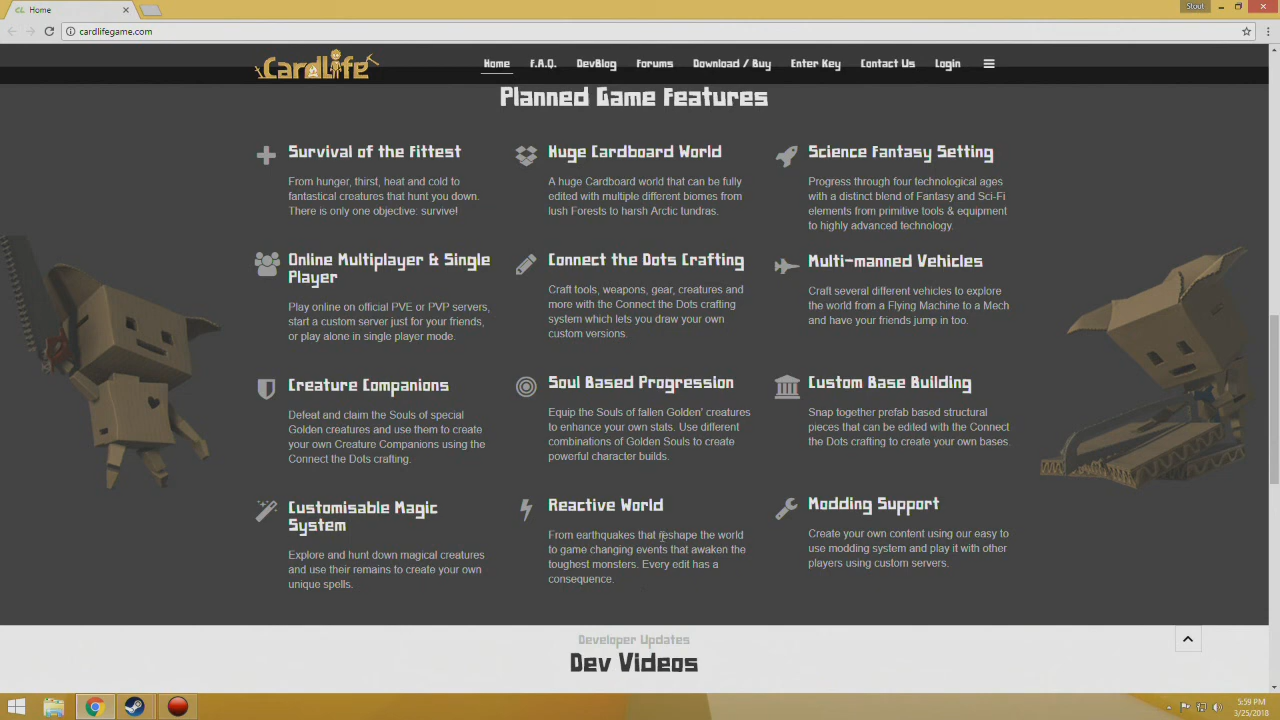 Home
Stout
cardlifegame.com
CardLife
Home
F.A.Q.
DevBlog
Forums
Download / Buy
Enter Key
Contact Us
Login
Planned Game Features
Survival of the Fittest
From hunger, thirst, heat and cold to
fantastical creatures that hunt you down.
There is only one objective: survive!
Huge Cardboard World
A huge Cardboard world that can be fully
edited with multiple different biomes from
lush Forests to harsh Arctic tundras.
Science Fantasy Setting
Progress through four technological ages
with a distinct blend of Fantasy and Sci-Fi
elements from primitive tools & equipment
to highly advanced technology.
Online Multiplayer & Single
Player
Play online on official PVE or PVP servers,
start a custom server just for your friends,
or play alone in single player mode.
Connect the Dots Crafting
Craft tools, weapons, gear, creatures and
more with the Connect the Dots crafting
system which lets you draw your own
custom versions.
Multi-manned Vehicles
Craft several different vehicles to explore
the world from a Flying Machine to a Mech
and have your friends jump in too.
Creature Companions
Defeat and claim the Souls of special
Golden creatures and use them to create
your own Creature Companions using the
Connect the Dots crafting.
Soul Based Progression
Equip the Souls of fallen Golden' creatures
to enhance your own stats. Use different
combinations of Golden Souls to create
powerful character builds.
Custom Base Building
Snap together prefab based structural
pieces that can be edited with the Connect
the Dots crafting to create your own bases.
Customisable Magic
System
Explore and hunt down magical creatures
and use their remains to create your own
unique spells.
Reactive World
From earthquakes that reshape the world
to game changing events that awaken the
toughest monsters. Every edit has a
consequence.
Modding Support
Create your own content using our easy to
use modding system and play it with other
players using custom servers.
Developer Updates
Dev Videos
5:59 PM
3/25/2018